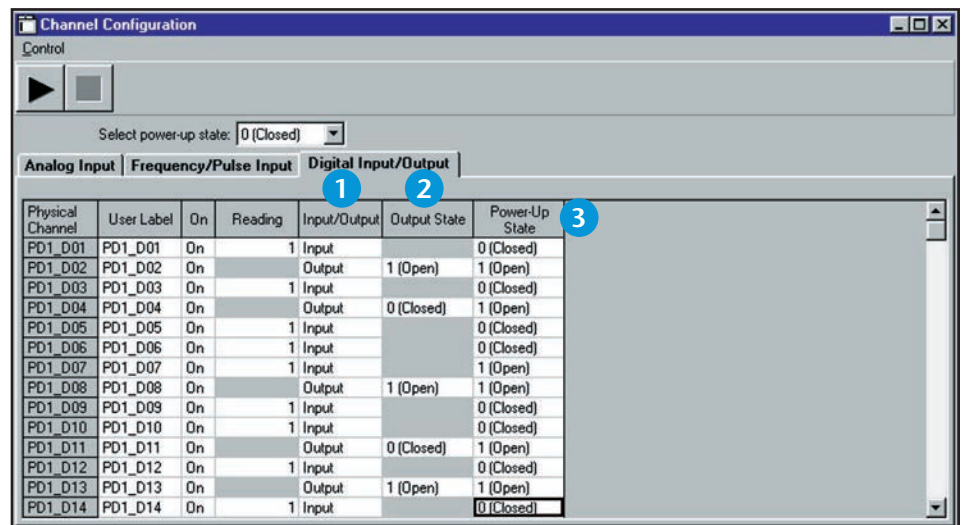 Channel Configuration
Control
Select power-up state: 0 (Closed)
Analog Input Frequency/Pulse Input Digital Input/Output
1 2
Physical Channel User Label On Reading Input/Output Output State Power-Up State 3
PD1_D01 PD1_D01 On 1 Input 0 (Closed)
PD1_D02 PD1_D02 On Output 1 (Open) 1 (Open)
PD1_D03 PD1_D03 On 1 Input 0 (Closed)
PD1_D04 PD1_D04 On Output 0 (Closed) 1 (Open)
PD1_D05 PD1_D05 On 1 Input 0 (Closed)
PD1_D06 PD1_D06 On 1 Input 0 (Closed)
PD1_D07 PD1_D07 On 1 Input 1 (Open)
PD1_D08 PD1_D08 On Output 1 (Open) 1 (Open)
PD1_D09 PD1_D09 On 1 Input 0 (Closed)
PD1_D10 PD1_D10 On 1 Input 0 (Closed)
PD1_D11 PD1_D11 On Output 0 (Closed) 1 (Open)
PD1_D12 PD1_D12 On 1 Input 0 (Closed)
PD1_D13 PD1_D13 On Output 1 (Open) 1 (Open)
PD1_D14 PD1_D14 On 1 Input 0 (Closed)